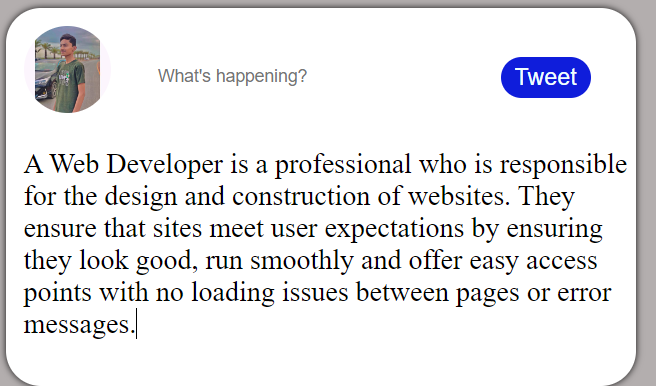 What's happening?
Tweet
A Web Developer is a professional who is responsible
for the design and construction of websites. They
ensure that sites meet user expectations by ensuring
they look good, run smoothly and offer easy access
points with no loading issues between pages or error
messages.